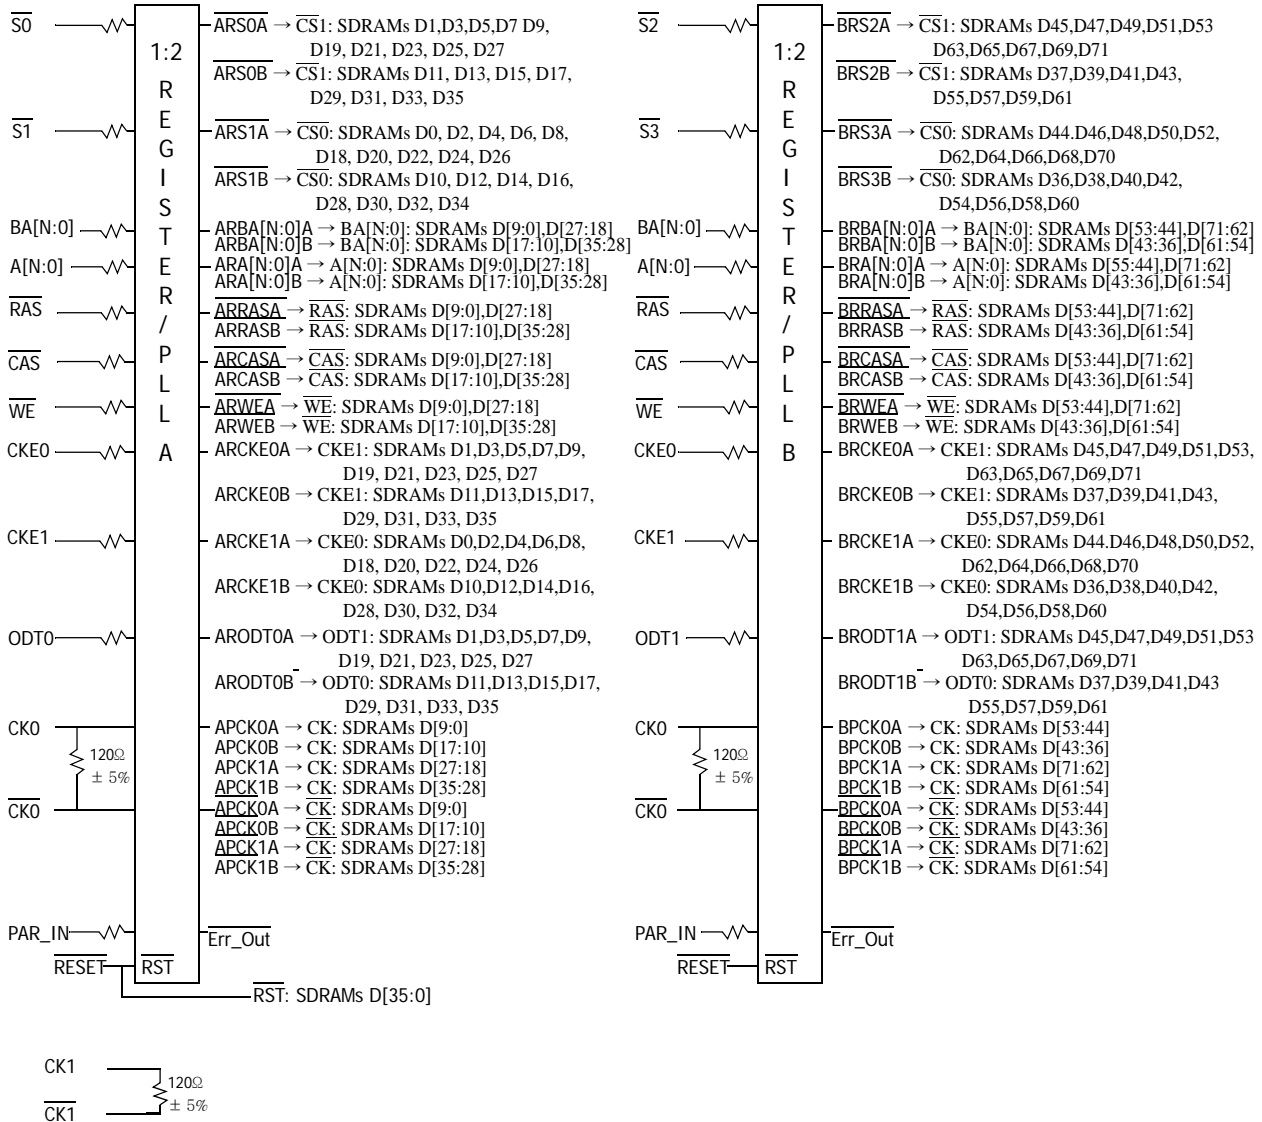 S0
ARS0A → CS1: SDRAMs D1,D3,D5,D7 D9,
D19, D21, D23, D25, D27
ARS0B → CS1: SDRAMs D11, D13, D15, D17,
D29, D31, D33, D35
S1
ARS1A → CS0: SDRAMs D0, D2, D4, D6, D8,
D18, D20, D22, D24, D26
ARS1B → CS0: SDRAMs D10, D12, D14, D16,
D28, D30, D32, D34
BA[N:0]
ARBA[N:0]A → BA[N:0]: SDRAMs D[9:0],D[27:18]
ARBA[N:0]B → BA[N:0]: SDRAMs D[17:10],D[35:28]
A[N:0]
ARA[N:0]A → A[N:0]: SDRAMs D[9:0],D[27:18]
ARA[N:0]B → A[N:0]: SDRAMs D[17:10],D[35:28]
RAS
ARRASA → RAS: SDRAMs D[9:0],D[27:18]
ARRASB → RAS: SDRAMs D[17:10],D[35:28]
CAS
ARCASA → CAS: SDRAMs D[9:0],D[27:18]
ARCASB → CAS: SDRAMs D[17:10],D[35:28]
WE
ARWEA → WE: SDRAMs D[9:0],D[27:18]
ARWEB → WE: SDRAMs D[17:10],D[35:28]
CKE0
ARCKE0A → CKE1: SDRAMs D1,D3,D5,D7,D9,
D19, D21, D23, D25, D27
ARCKE0B → CKE1: SDRAMs D11,D13,D15,D17,
D29, D31, D33, D35
CKE1
ARCKE1A → CKE0: SDRAMs D0,D2,D4,D6,D8,
D18, D20, D22, D24, D26
ARCKE1B → CKE0: SDRAMs D10,D12,D14,D16,
D28, D30, D32, D34
ODT0
ARODT0A → ODT1: SDRAMs D1,D3,D5,D7,D9,
D19, D21, D23, D25, D27
ARODT0B → ODT0: SDRAMs D11,D13,D15,D17,
D29, D31, D33, D35
CK0
APCK0A → CK: SDRAMs D[9:0]
APCK0B → CK: SDRAMs D[17:10]
APCK1A → CK: SDRAMs D[27:18]
APCK1B → CK: SDRAMs D[35:28]
120Ω
± 5%
CK0
APCK0A → CK: SDRAMs D[9:0]
APCK0B → CK: SDRAMs D[17:10]
APCK1A → CK: SDRAMs D[27:18]
APCK1B → CK: SDRAMs D[35:28]
PAR_IN
Err_Out
RESET
RST
RST: SDRAMs D[35:0]
1:2
R
E
G
I
S
T
E
R
/
P
L
L
A
CK1
120Ω
± 5%
CK1
S2
BRS2A → CS1: SDRAMs D45,D47,D49,D51,D53
D63,D65,D67,D69,D71
BRS2B → CS1: SDRAMs D37,D39,D41,D43,
D55,D57,D59,D61
S3
BRS3A → CS0: SDRAMs D44.D46,D48,D50,D52,
D62,D64,D66,D68,D70
BRS3B → CS0: SDRAMs D36,D38,D40,D42,
D54,D56,D58,D60
BA[N:0]
BRBA[N:0]A → BA[N:0]: SDRAMs D[53:44],D[71:62]
BRBA[N:0]B → BA[N:0]: SDRAMs D[43:36],D[61:54]
A[N:0]
BRA[N:0]A → A[N:0]: SDRAMs D[55:44],D[71:62]
BRA[N:0]B → A[N:0]: SDRAMs D[43:36],D[61:54]
RAS
BRRASA → RAS: SDRAMs D[53:44],D[71:62]
BRRASB → RAS: SDRAMs D[43:36],D[61:54]
CAS
BRCASA → CAS: SDRAMs D[53:44],D[71:62]
BRCASB → CAS: SDRAMs D[43:36],D[61:54]
WE
BRWEA → WE: SDRAMs D[53:44],D[71:62]
BRWEB → WE: SDRAMs D[43:36],D[61:54]
CKE0
BRCKE0A → CKE1: SDRAMs D45,D47,D49,D51,D53,
D63,D65,D67,D69,D71
BRCKE0B → CKE1: SDRAMs D37,D39,D41,D43,
D55,D57,D59,D61
CKE1
BRCKE1A → CKE0: SDRAMs D44.D46,D48,D50,D52,
D62,D64,D66,D68,D70
BRCKE1B → CKE0: SDRAMs D36,D38,D40,D42,
D54,D56,D58,D60
ODT1
BRODT1A → ODT1: SDRAMs D45,D47,D49,D51,D53
D63,D65,D67,D69,D71
BRODT1B → ODT0: SDRAMs D37,D39,D41,D43
D55,D57,D59,D61
CK0
BPCK0A → CK: SDRAMs D[53:44]
BPCK0B → CK: SDRAMs D[43:36]
BPCK1A → CK: SDRAMs D[71:62]
BPCK1B → CK: SDRAMs D[61:54]
120Ω
± 5%
CK0
BPCK0A → CK: SDRAMs D[53:44]
BPCK0B → CK: SDRAMs D[43:36]
BPCK1A → CK: SDRAMs D[71:62]
BPCK1B → CK: SDRAMs D[61:54]
PAR_IN
Err_Out
RESET
RST
1:2
R
E
G
I
S
T
E
R
/
P
L
L
B